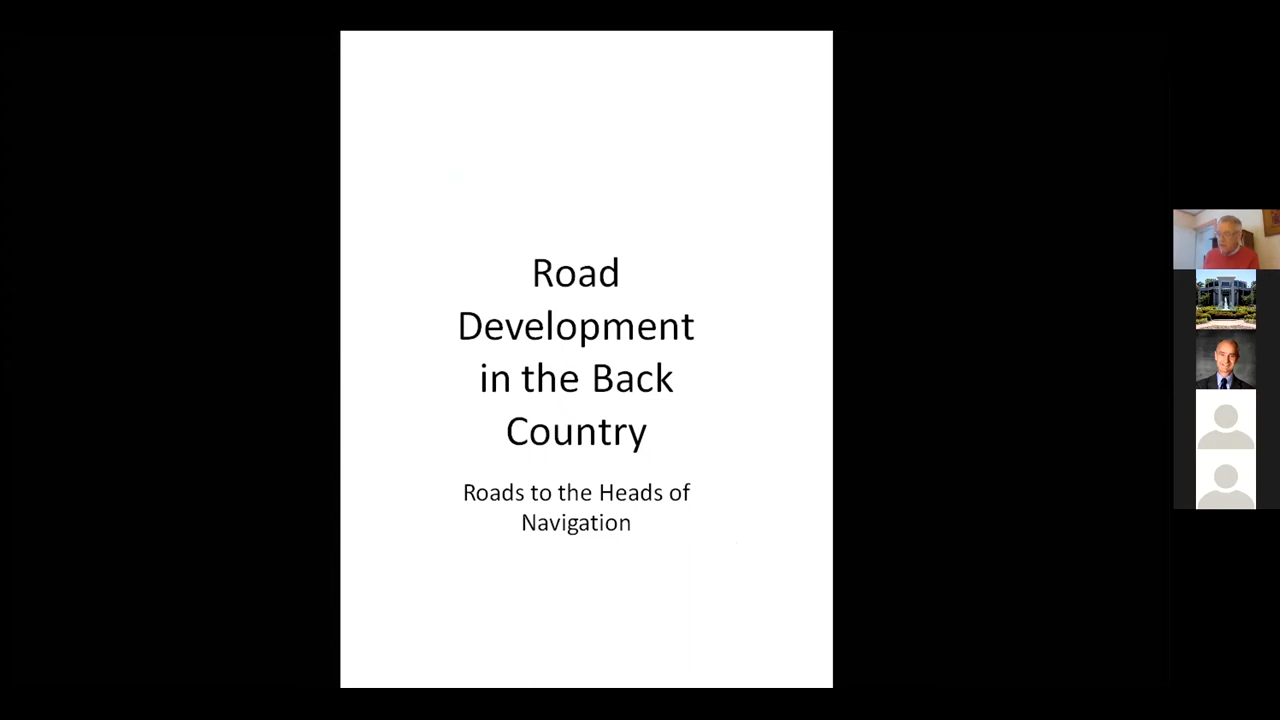 Road
Development
in the Back
Country
Roads to the Heads of
Navigation